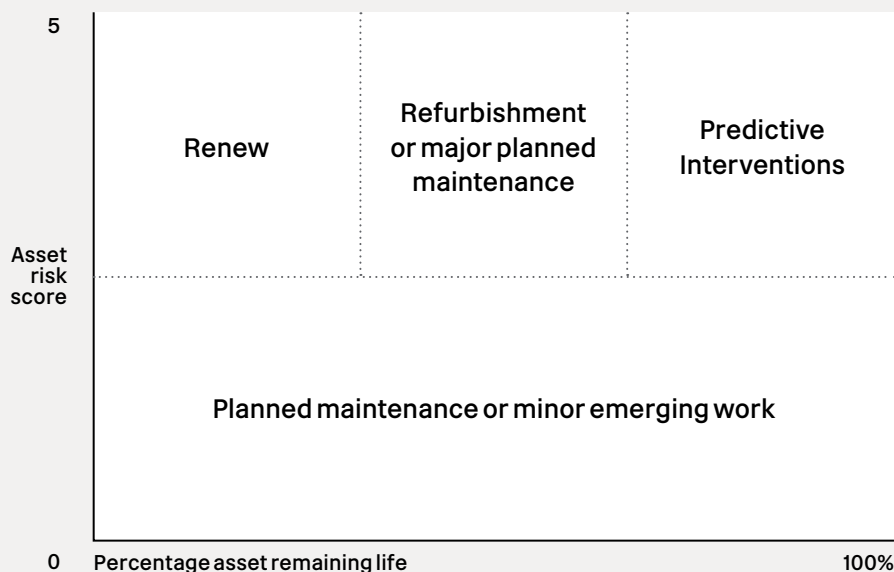 5
Renew
Refurbishment
or major planned
maintenance
Predictive
Interventions
Asset
risk
score
Planned maintenance or minor emerging work
0
Percentage asset remaining life
100%